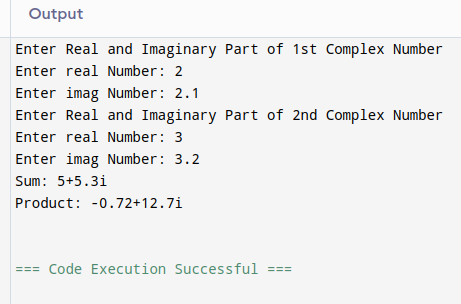 Output
Enter Real and Imaginary Part of 1st Complex Number
Enter real Number: 2
Enter imag Number: 2.1
Enter Real and Imaginary Part of 2nd Complex Number
Enter real Number: 3
Enter imag Number: 3.2
Sum: 5+5.3i
Product: -0.72+12.7i
=== Code Execution Successful ===